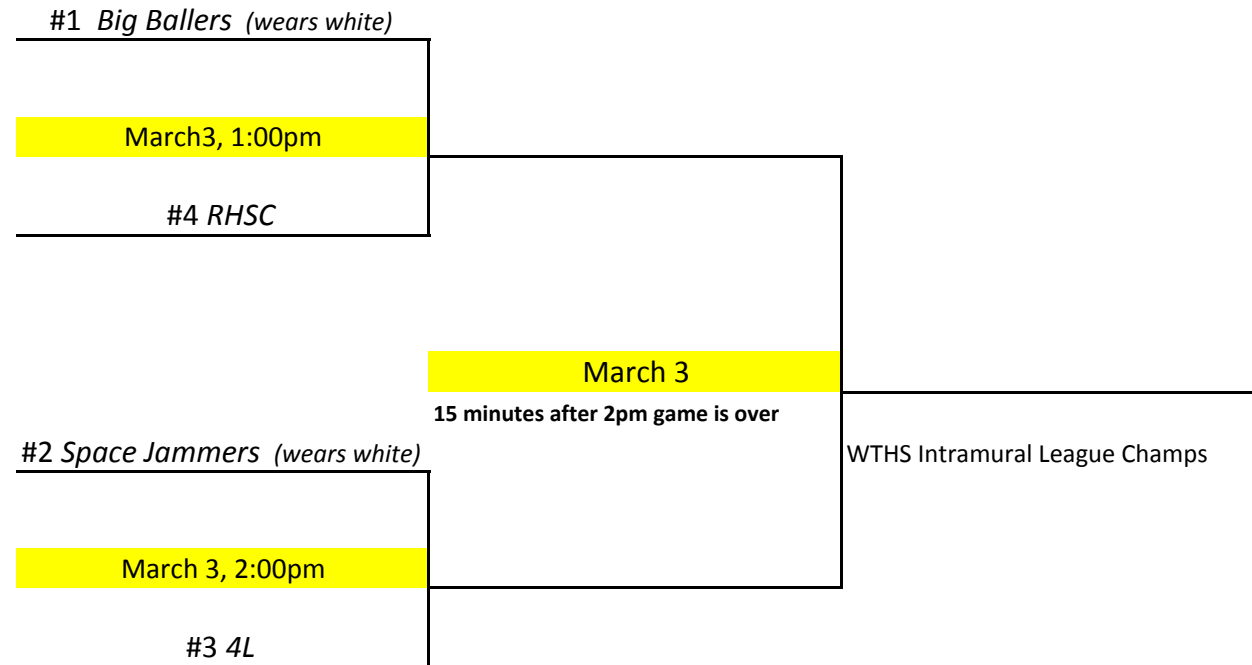 #1 Big Ballers (wears white)
March3, 1:00pm
#4 RHSC
March 3
15 minutes after 2pm game is over
#2 Space Jammers (wears white)
WTHS Intramural League Champs
March 3, 2:00pm
#3 4L